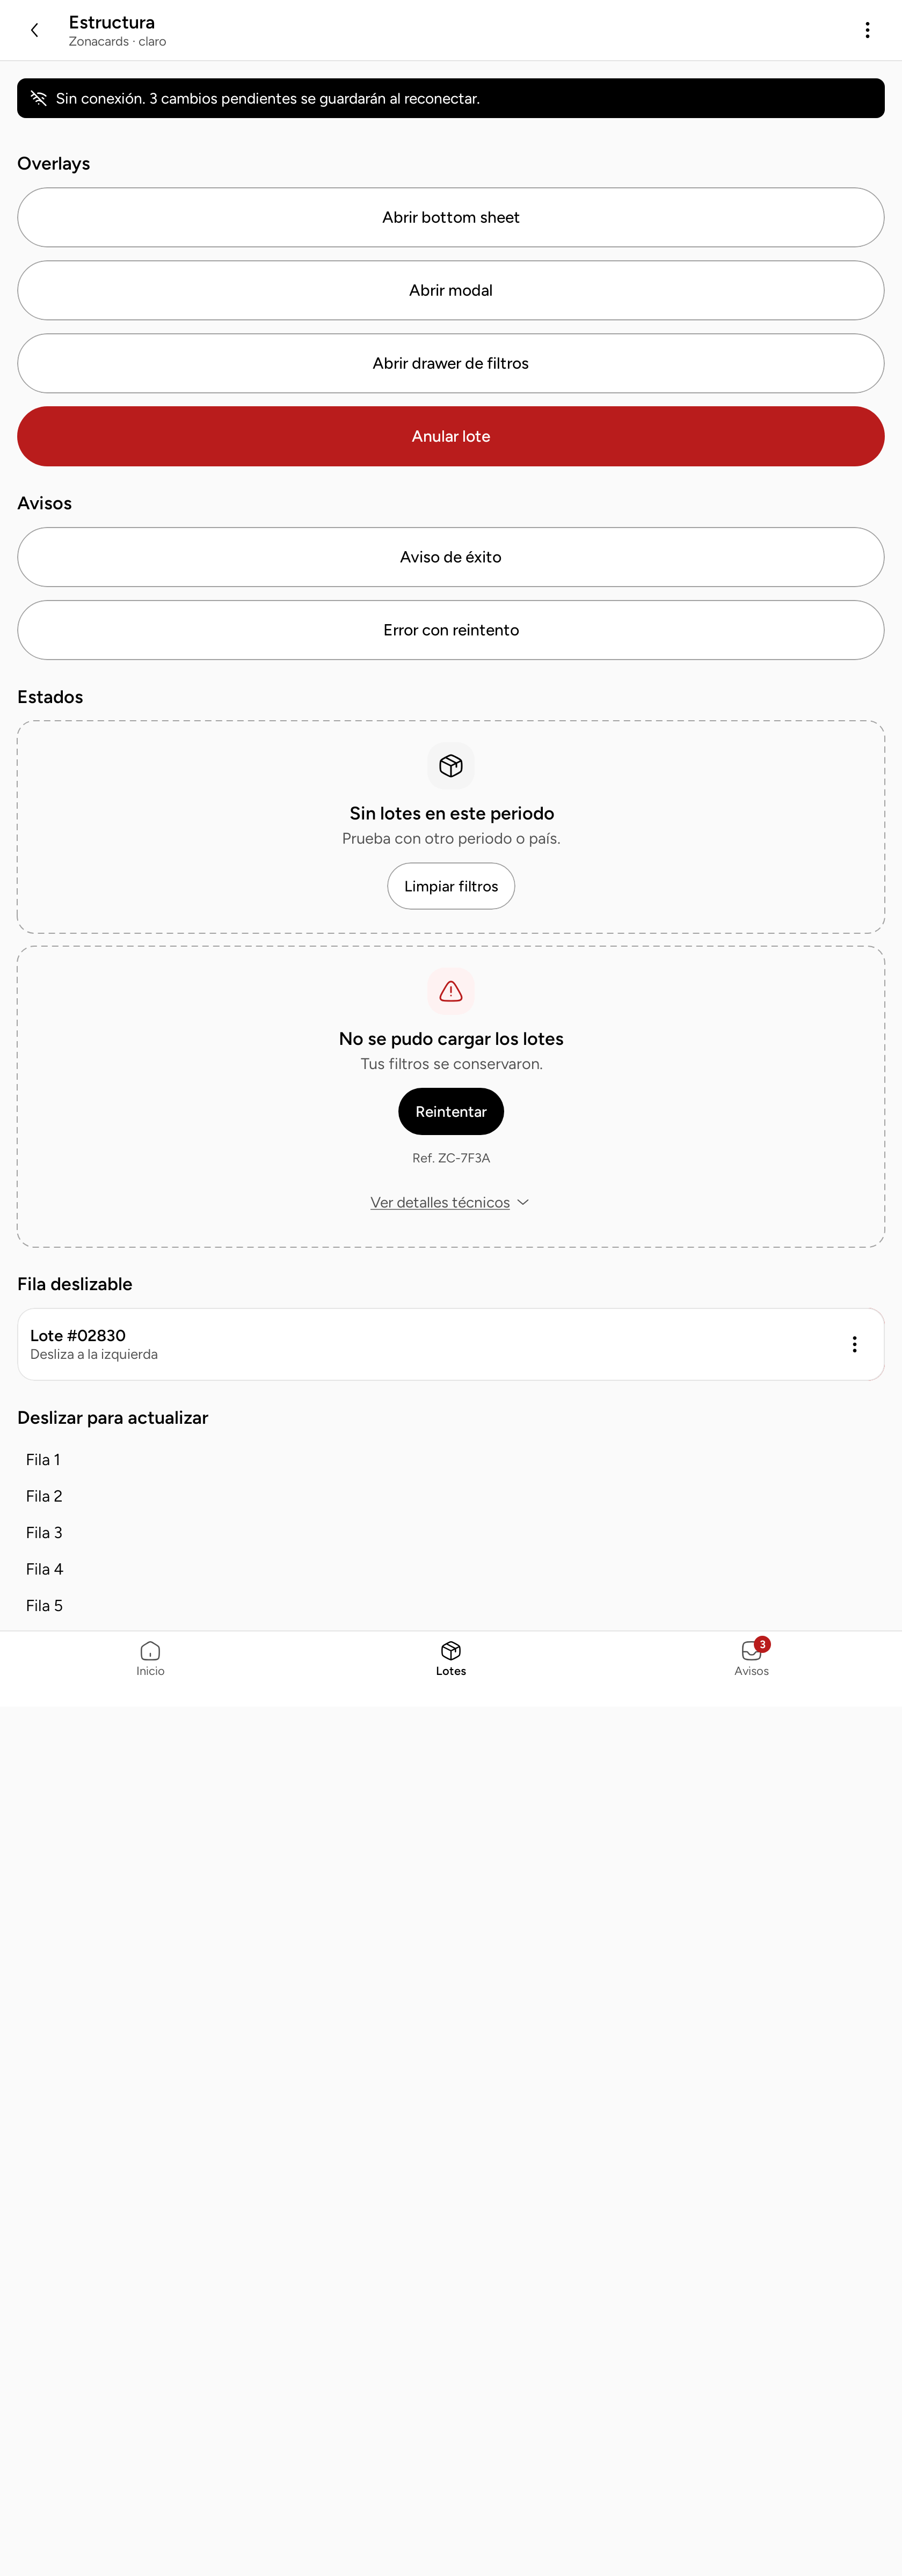 Estructura
Zonacards · claro
Sin conexión. 3 cambios pendientes se guardarán al reconectar.
Overlays
Abrir bottom sheet
Abrir modal
Abrir drawer de filtros
Anular lote
Avisos
Aviso de éxito
Error con reintento
Estados
Sin lotes en este periodo
Prueba con otro periodo o país.
Limpiar filtros
No se pudo cargar los lotes
Tus filtros se conservaron.
Reintentar
Ref. ZC-7F3A
Ver detalles técnicos
Fila deslizable
Lote #02830
Desliza a la izquierda
Deslizar para actualizar
Fila 1
Fila 2
Fila 3
Fila 4
Fila 5
3
Inicio
Lotes
Avisos